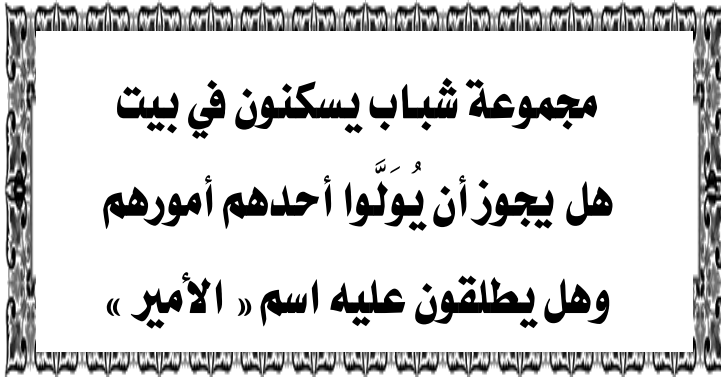 مجموعة شباب يسكنون في بيت
هل يجوز أن يُوَلَّوا أحدهم أمورهم
وهل يطلقون عليه اسم « الأمير »